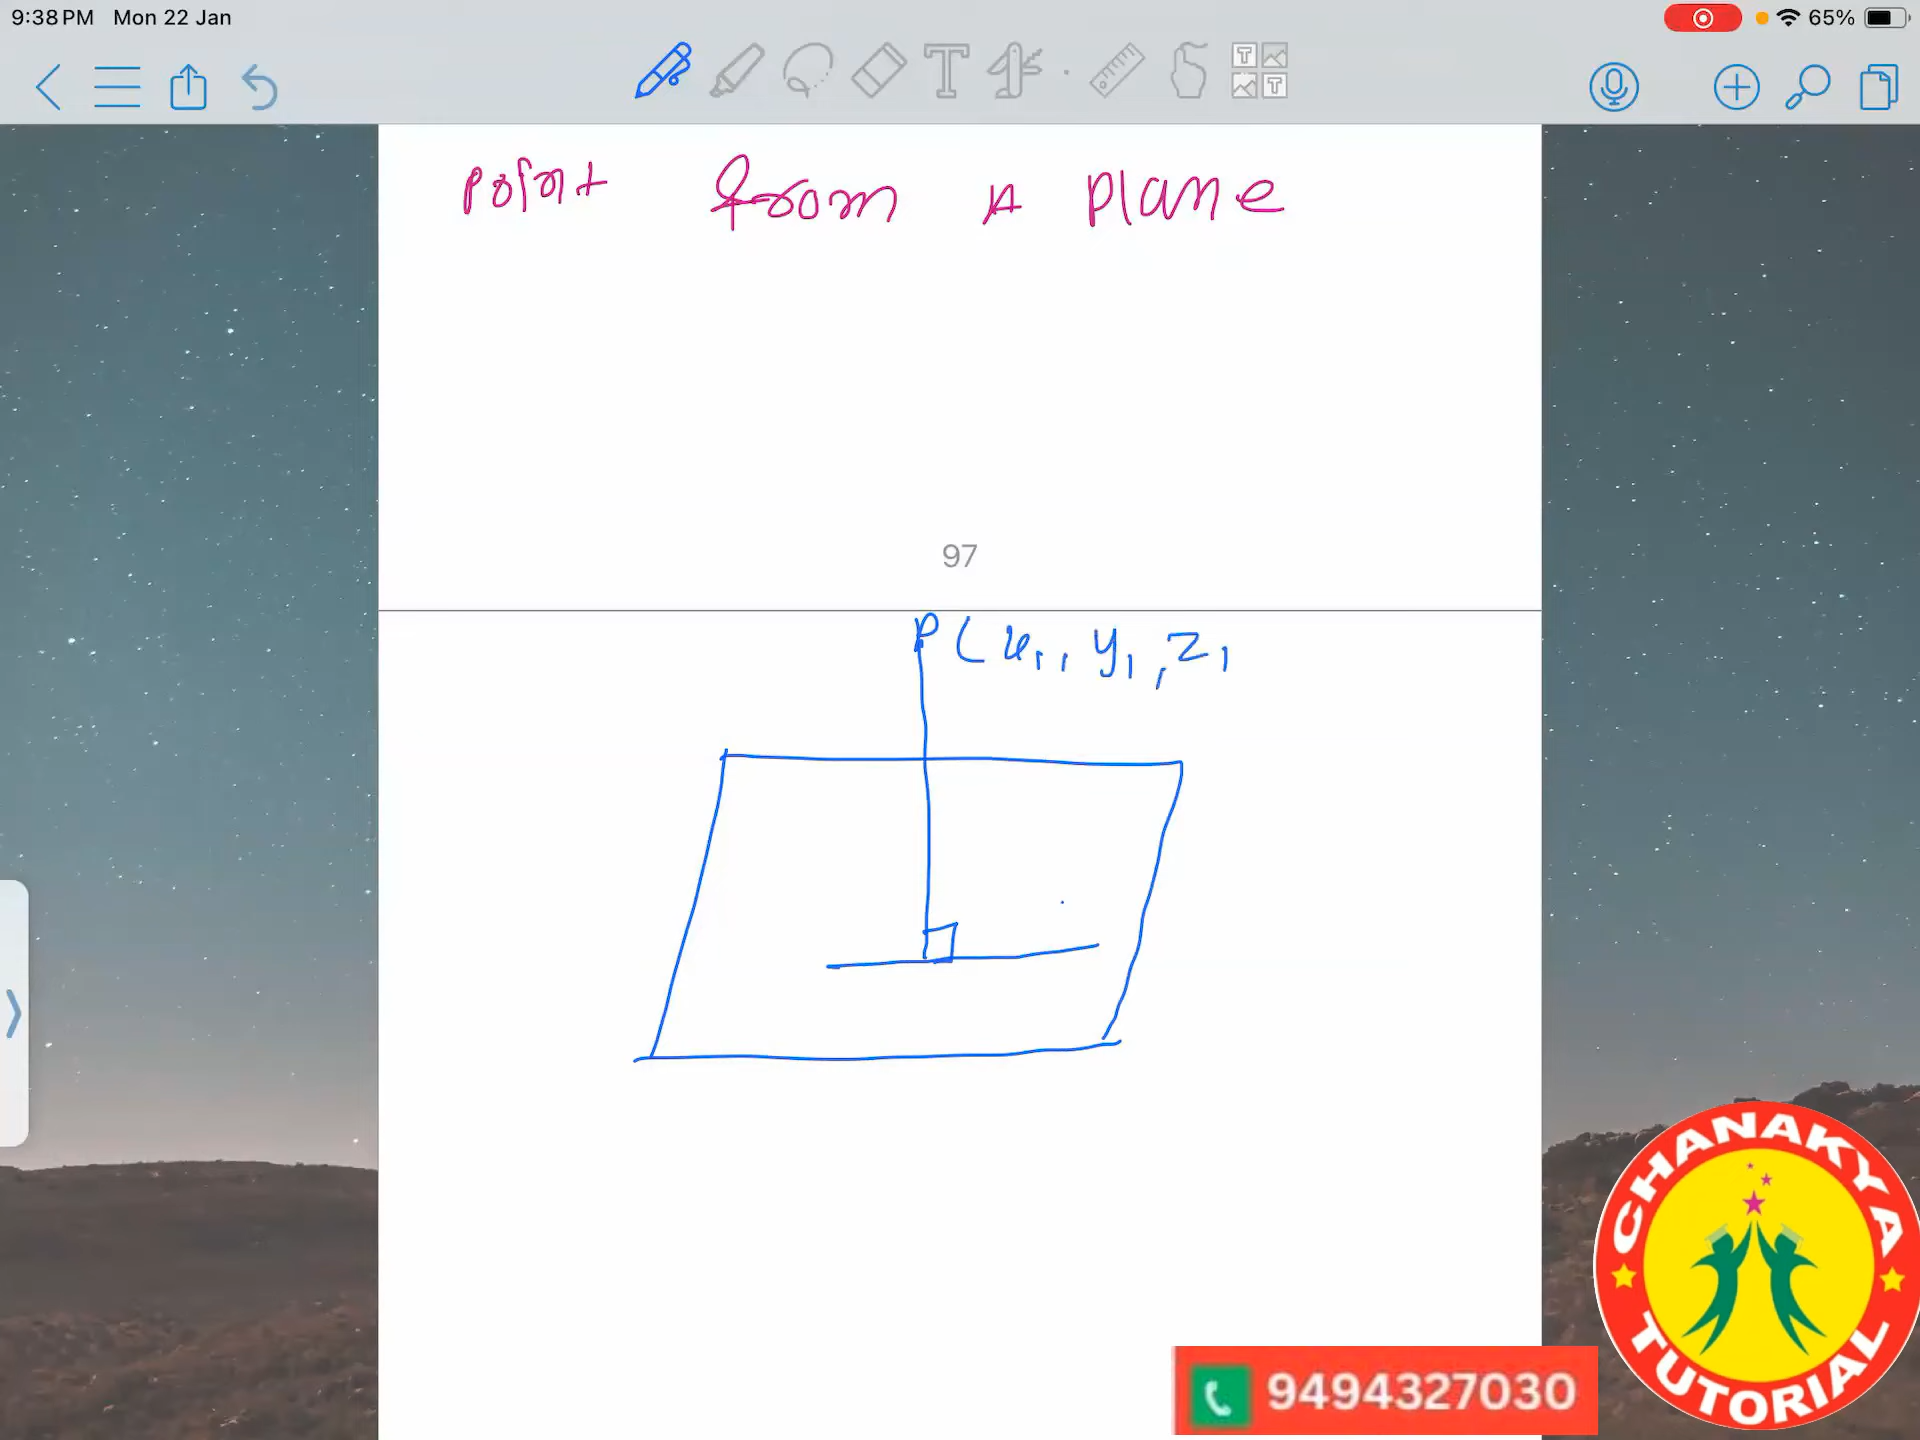 9:38 PM Mon 22 Jan
65%
Point from A Plane
97
P(x₁, y₁, z₁
CHANAKYA
TUTORIAL
9494327030